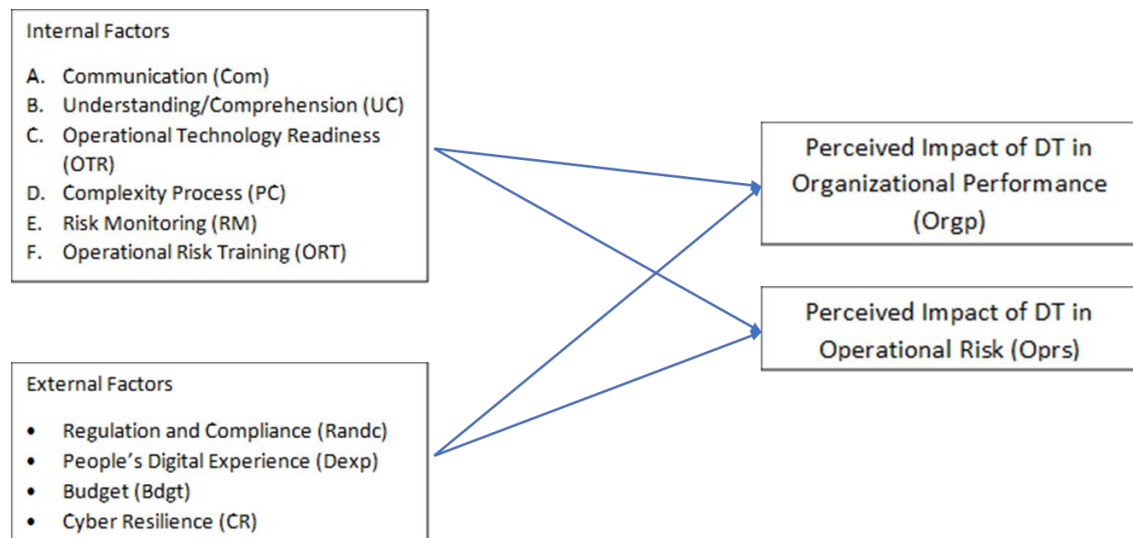 Internal Factors
A. Communication (Com)
B. Understanding/Comprehension (UC)
C. Operational Technology Readiness
(OTR)
D. Complexity Process (PC)
E. Risk Monitoring (RM)
F. Operational Risk Training (ORT)
Perceived Impact of DT in
Organizational Performance
(Orgp)
Perceived Impact of DT in
Operational Risk (Oprs)
External Factors
• Regulation and Compliance (Randc)
• People's Digital Experience (Dexp)
• Budget (Bdgt)
• Cyber Resilience (CR)